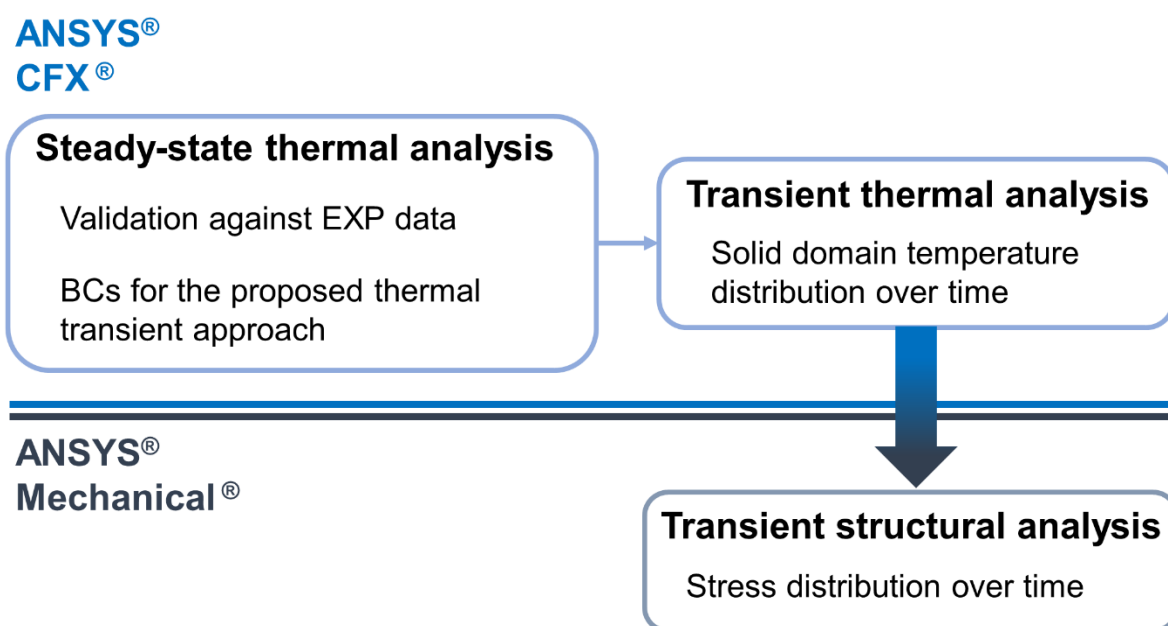 ANSYS®
CFX®
Steady-state thermal analysis
Validation against EXP data
BCs for the proposed thermal
transient approach
Transient thermal analysis
Solid domain temperature
distribution over time
ANSYS®
Mechanical®
Transient structural analysis
Stress distribution over time